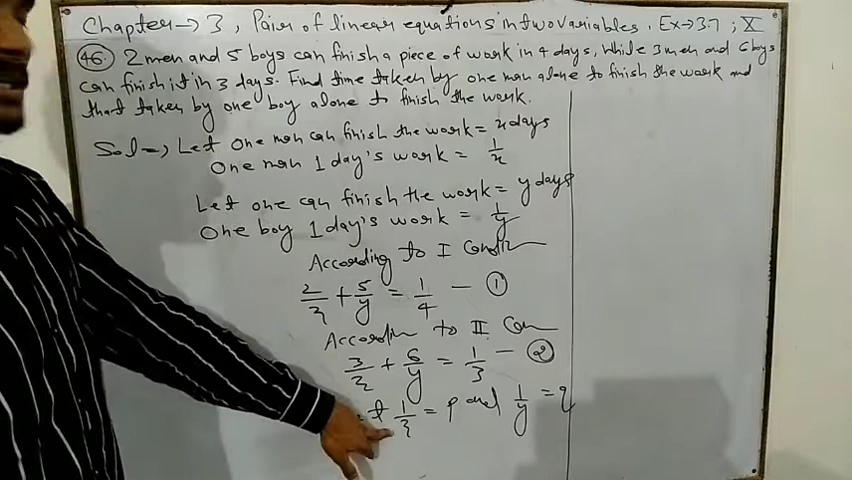 Chapter → 3, Pair of linear equations in two variables, Ex → 3.7 ; X
46. 2 men and 5 boys can finish a piece of work in 4 days, while 3 men and 6 boys
can finish it in 3 days. Find time taken by one man alone to finish the work and
that taken by one boy alone to finish the work.
Sol → Let one man can finish the work = x days
One man 1 day's work = 1/x
Let one can finish the work = y days
One boy 1 day's work = 1/y
According to I Condi
2/x + 5/y = 1/4 — ①
According to II Con
3/x + 6/y = 1/3 — ②
1/x = p and 1/y = q